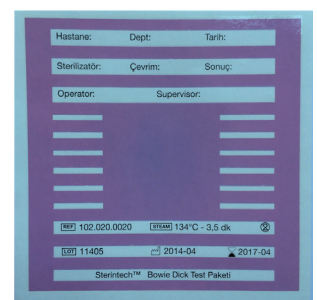 Hastane: Dept: Tarih:
Sterilizatör: Çevrim: Sonuç:
Operator: Supervisor:
REF 102.020.0020 STEAM 134°C - 3,5 dk 2
LOT 11405 2014-04 2017-04
Sterintech™ Bowie Dick Test Paketi